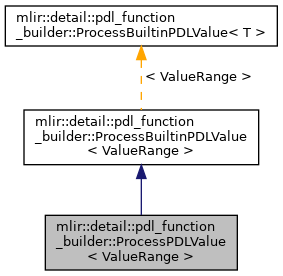 mlir::detail::pdl_function
_builder::ProcessBuiltinPDLValue< T >
< ValueRange >
mlir::detail::pdl_function
_builder::ProcessBuiltinPDLValue
< ValueRange >
mlir::detail::pdl_function
_builder::ProcessPDLValue
< ValueRange >